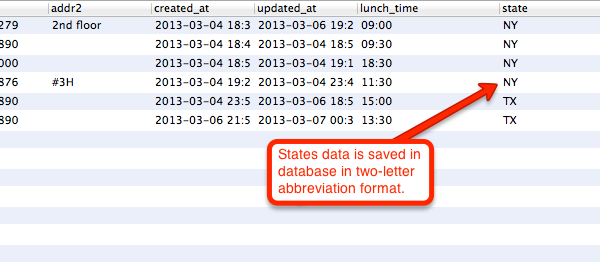 addr2 created_at updated_at lunch_time state
279 2nd floor 2013-03-04 18:3 2013-03-06 19:2 09:00 NY
890 2013-03-04 18:4 2013-03-04 18:5 09:30 NY
000 2013-03-04 18:5 2013-03-04 19:1 18:30 NY
876 #3H 2013-03-04 19:2 2013-03-04 23:4 11:30 NY
890 2013-03-04 23:5 2013-03-06 18:5 15:00 TX
890 2013-03-06 21:5 2013-03-07 00:3 13:30 TX
States data is saved in
database in two-letter
abbreviation format.